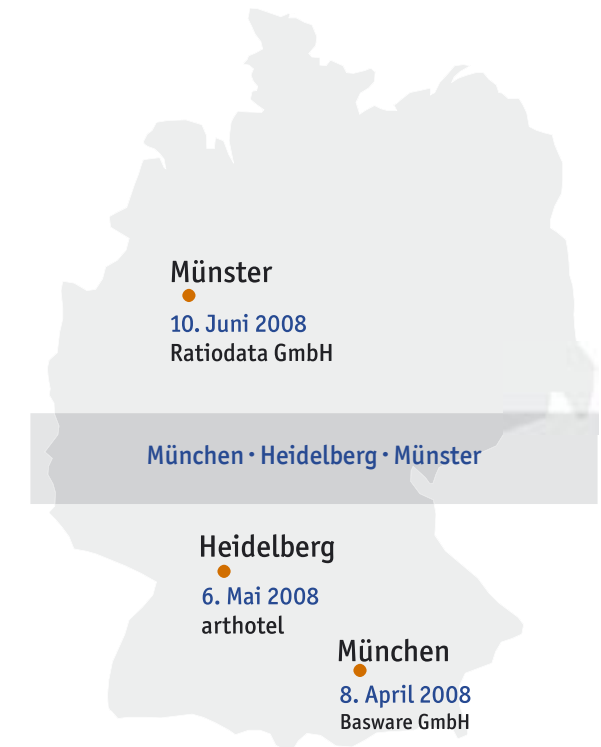 Münster
10. Juni 2008
Ratiodata GmbH
München · Heidelberg · Münster
Heidelberg
6. Mai 2008
arthotel
München
8. April 2008
Basware GmbH